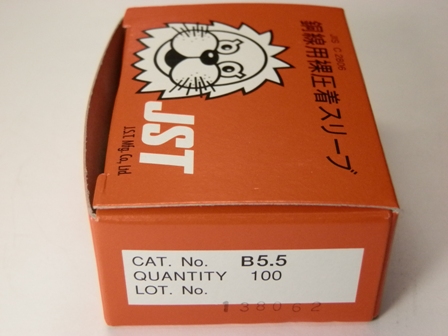 JIS C 2806
銅線用裸圧着スリーブ
JST
J.S.T. Mfg. Co., Ltd.
CAT. No. B5.5
QUANTITY 100
LOT. No.
138062